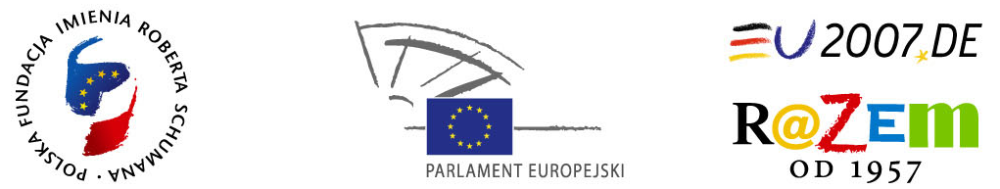 POLSKA FUNDACJA IMIENIA ROBERTA SCHUMANA ·
PARLAMENT EUROPEJSKI
EU2007.DE
R@ZEm
OD 1957